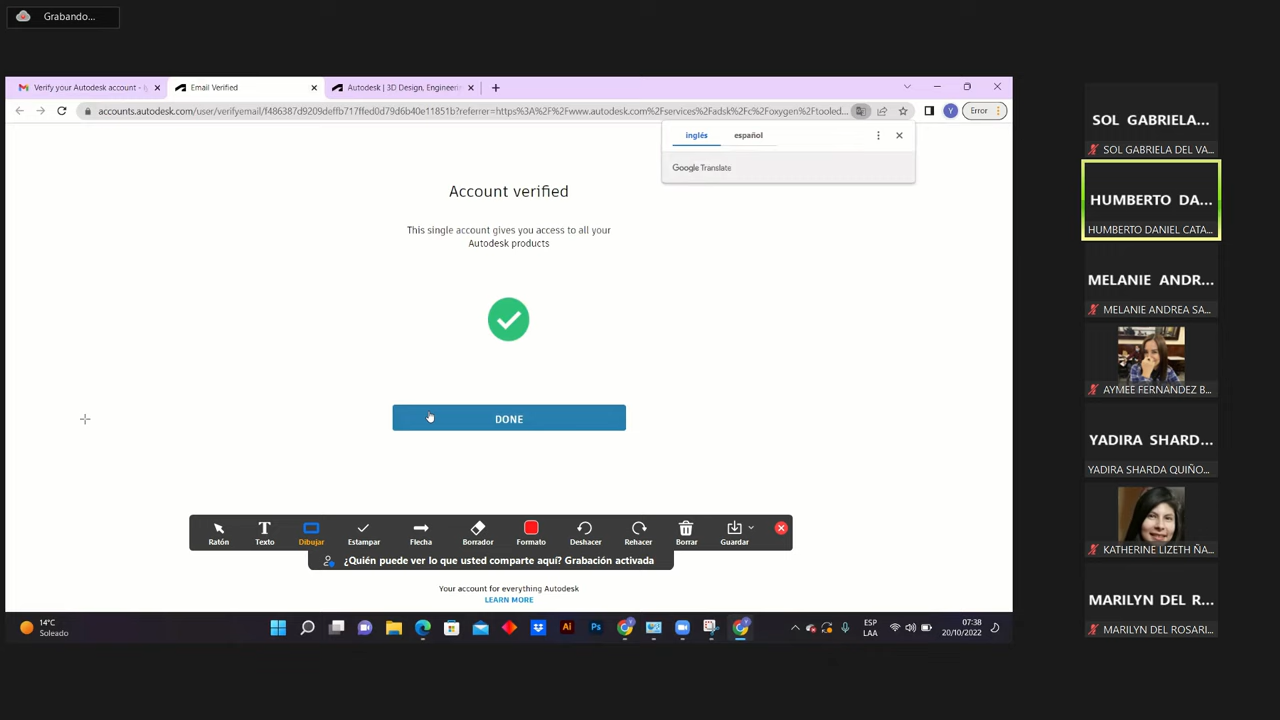 Grabando...
Verify your Autodesk account - i
Email Verified
Autodesk | 3D Design, Engineeri
accounts.autodesk.com/user/verifyemail/f486387d9209deffb717ffed0d79d6b40e11851b?referrer=https%3A%2F%2Fwww.autodesk.com%2Fservices%2Fadsk%2Fc%2Foxygen%2Ftooled...
Y
Error
inglés
español
Google Translate
Account verified
This single account gives you access to all your
Autodesk products
DONE
Ratón
Texto
Dibujar
Estampar
Flecha
Borrador
Formato
Deshacer
Rehacer
Borrar
Guardar
¿Quién puede ver lo que usted comparte aquí? Grabación activada
Your account for everything Autodesk
LEARN MORE
14°C
Soleado
Ai
Ps
ESP
LAA
07:38
20/10/2022
SOL GABRIELA...
SOL GABRIELA DEL VA...
HUMBERTO DA...
HUMBERTO DANIEL CATA...
MELANIE ANDR...
MELANIE ANDREA SA...
AYMEE FERNANDEZ B...
YADIRA SHARD...
YADIRA SHARDA QUIÑO...
KATHERINE LIZETH ÑA...
MARILYN DEL R...
MARILYN DEL ROSARI...